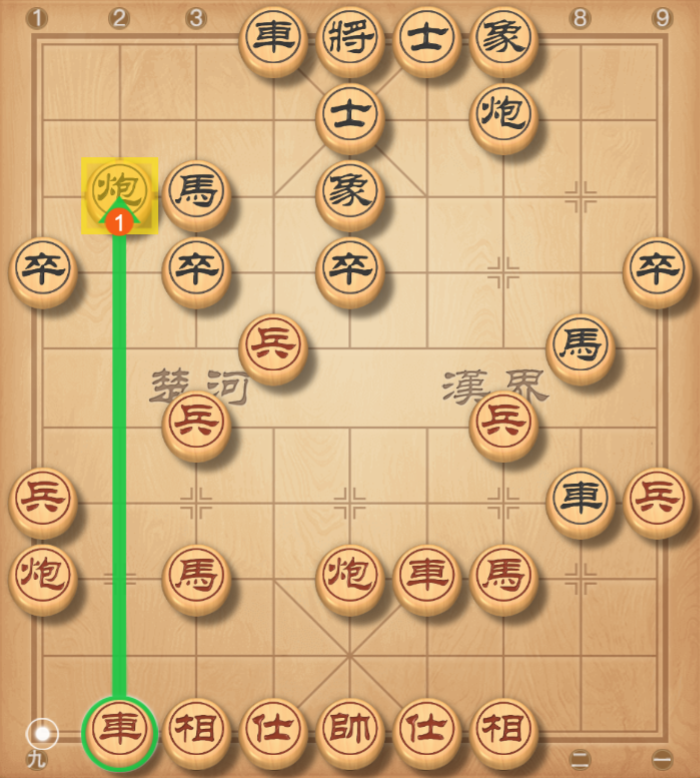 1 2 3 8 9
車 將 士 象
士 炮
炮 馬 象
1
卒 卒 卒 卒
兵 馬
楚 河 漢 界
兵 兵
兵 車 兵
炮 馬 炮 車 馬
車 相 仕 帥 仕 相
九 二 一